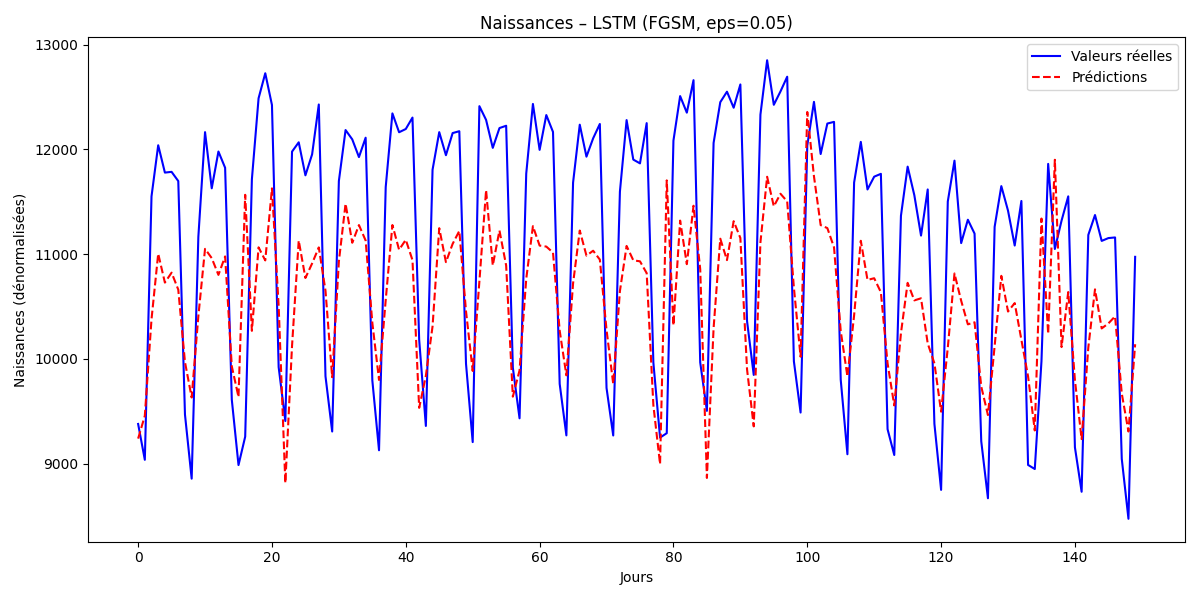 Naissances – LSTM (FGSM, eps=0.05)
Valeurs réelles
Prédictions
Naissances (dénormalisées)
13000
12000
11000
10000
9000
0 20 40 60 80 100 120 140
Jours